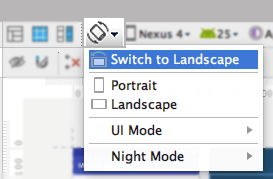 Nexus 4
25
Switch to Landscape
Portrait
Landscape
UI Mode
Night Mode